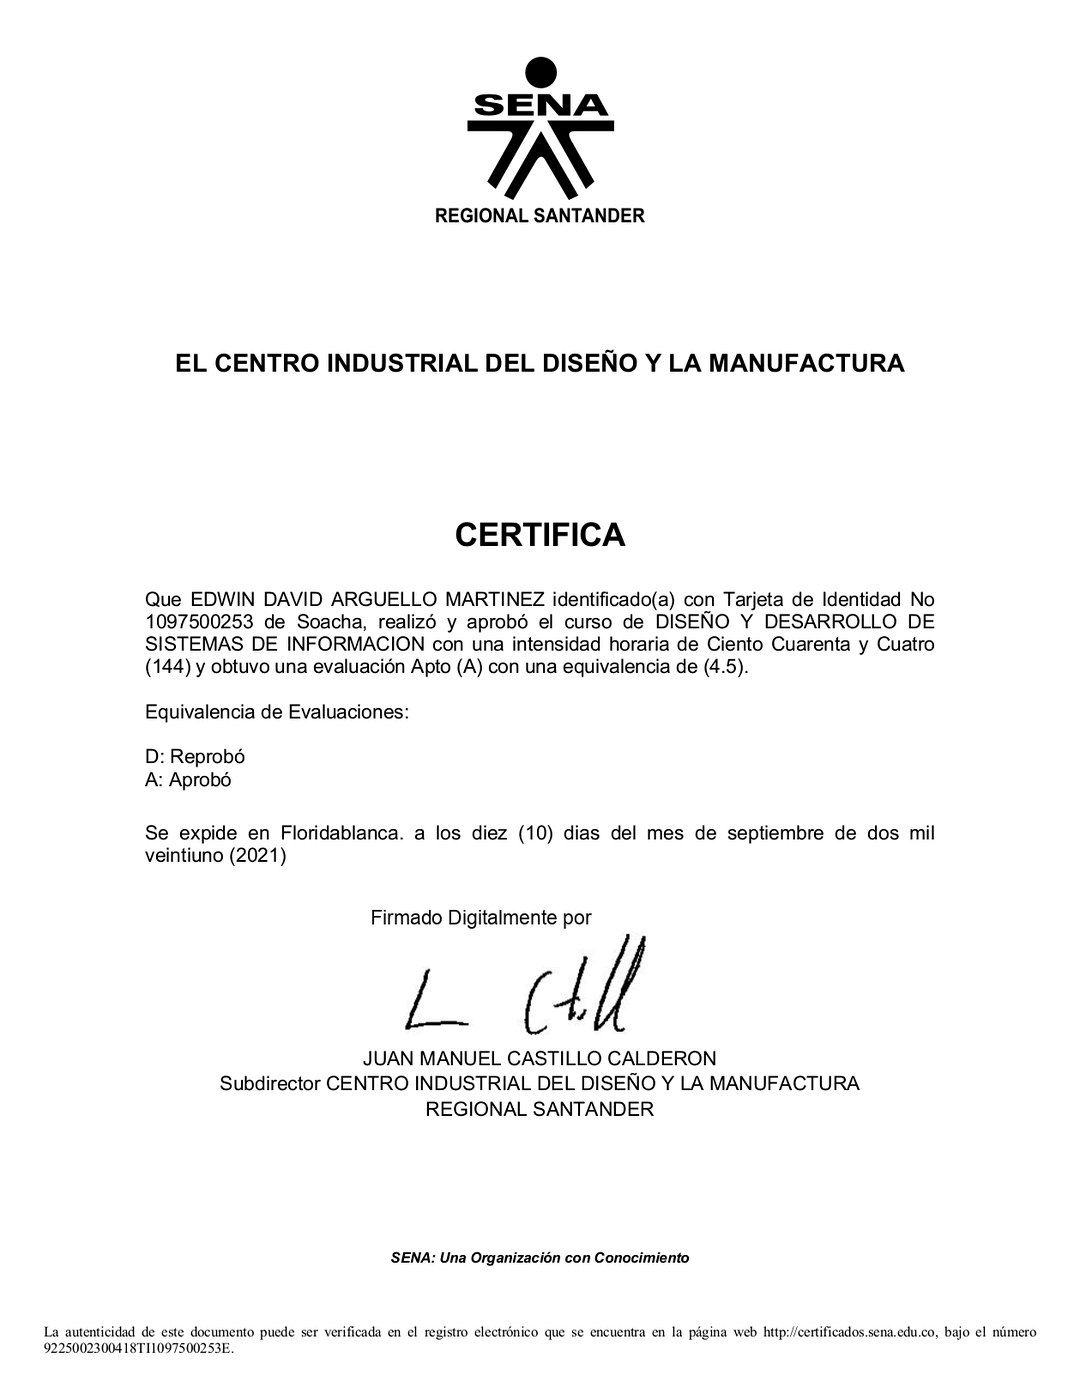 SENA
REGIONAL SANTANDER
EL CENTRO INDUSTRIAL DEL DISEÑO Y LA MANUFACTURA
CERTIFICA
Que EDWIN DAVID ARGUELLO MARTINEZ identificado(a) con Tarjeta de Identidad No
1097500253 de Soacha, realizó y aprobó el curso de DISEÑO Y DESARROLLO DE
SISTEMAS DE INFORMACION con una intensidad horaria de Ciento Cuarenta y Cuatro
(144) y obtuvo una evaluación Apto (A) con una equivalencia de (4.5).
Equivalencia de Evaluaciones:
D: Reprobó
A: Aprobó
Se expide en Floridablanca. a los diez (10) dias del mes de septiembre de dos mil
veintiuno (2021)
Firmado Digitalmente por
JUAN MANUEL CASTILLO CALDERON
Subdirector CENTRO INDUSTRIAL DEL DISEÑO Y LA MANUFACTURA
REGIONAL SANTANDER
SENA: Una Organización con Conocimiento
La autenticidad de este documento puede ser verificada en el registro electrónico que se encuentra en la página web http://certificados.sena.edu.co, bajo el número
9225002300418TI1097500253E.